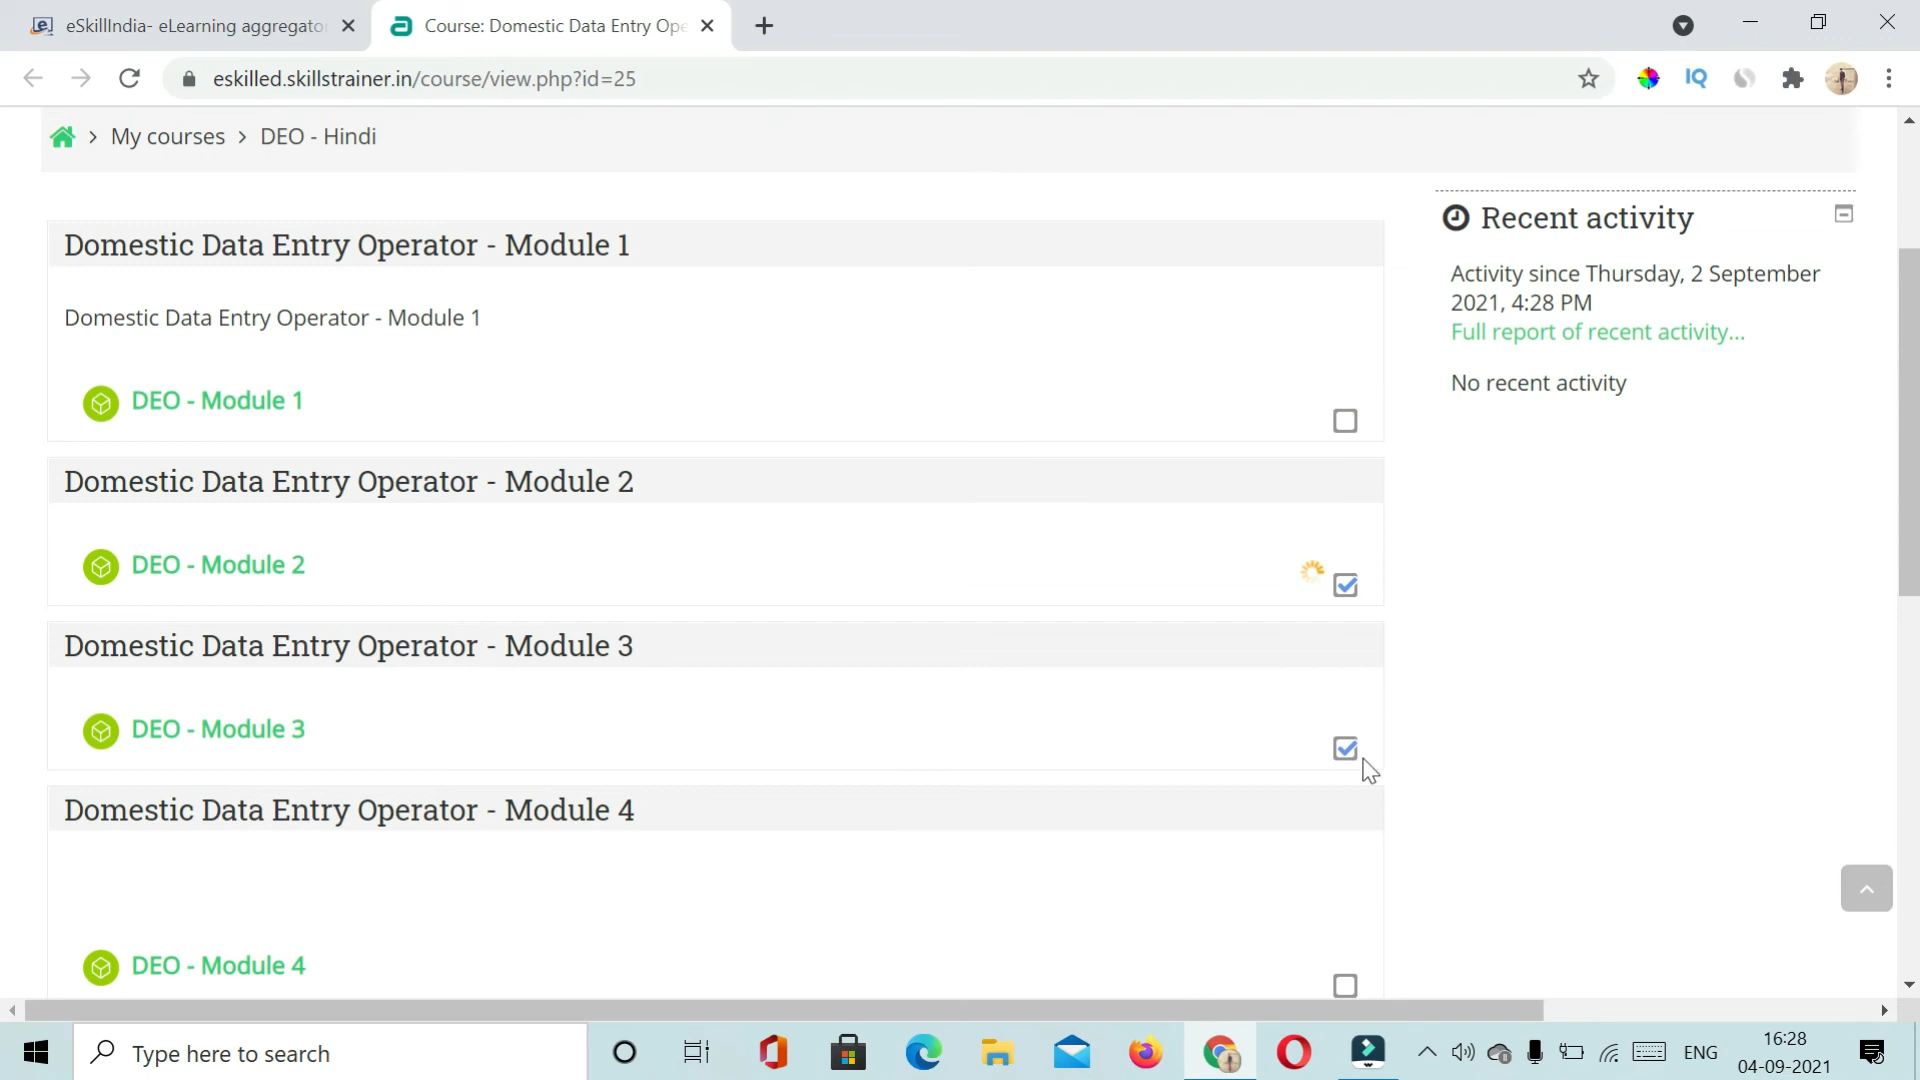 eSkillIndia- eLearning aggregator
Course: Domestic Data Entry Ope
eskilled.skillstrainer.in/course/view.php?id=25
IQ
My courses > DEO - Hindi
Domestic Data Entry Operator - Module 1
Domestic Data Entry Operator - Module 1
DEO - Module 1
Domestic Data Entry Operator - Module 2
DEO - Module 2
Domestic Data Entry Operator - Module 3
DEO - Module 3
Domestic Data Entry Operator - Module 4
DEO - Module 4
Recent activity
Activity since Thursday, 2 September
2021, 4:28 PM
Full report of recent activity...
No recent activity
Type here to search
ENG
16:28
04-09-2021